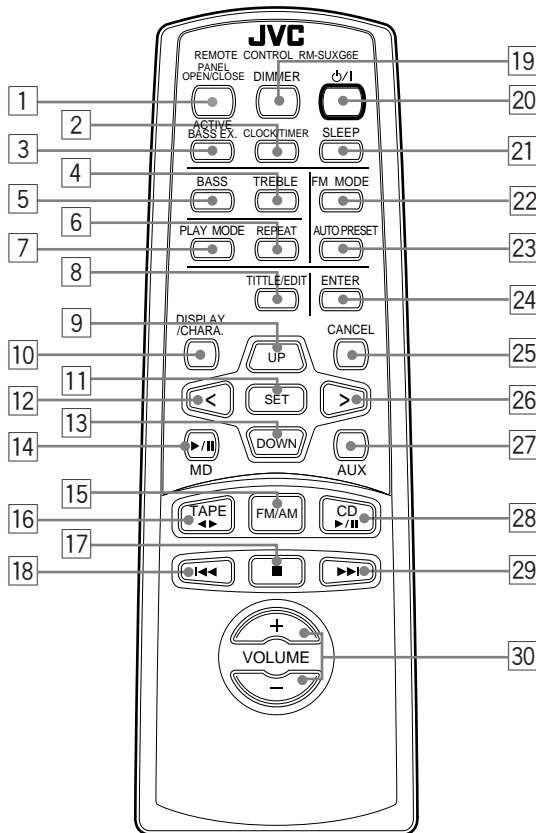 JVC
REMOTE CONTROL RM-SUXG6E
PANEL
OPEN/CLOSE
DIMMER
⏻/I
1
19
20
2
ACTIVE
BASS EX.
CLOCK/TIMER
SLEEP
3
21
4
BASS
TREBLE
FM MODE
5
22
6
PLAY MODE
REPEAT
AUTO PRESET
7
23
8
TITTLE/EDIT
ENTER
24
9
DISPLAY
/CHARA.
UP
CANCEL
10
25
11
12
<
SET
>
26
13
DOWN
14
▶/II
27
MD
AUX
15
TAPE
◀ ▶
FM/AM
CD
▶/II
16
28
17
18
I◀◀
■
▶▶I
29
+
VOLUME
30
–